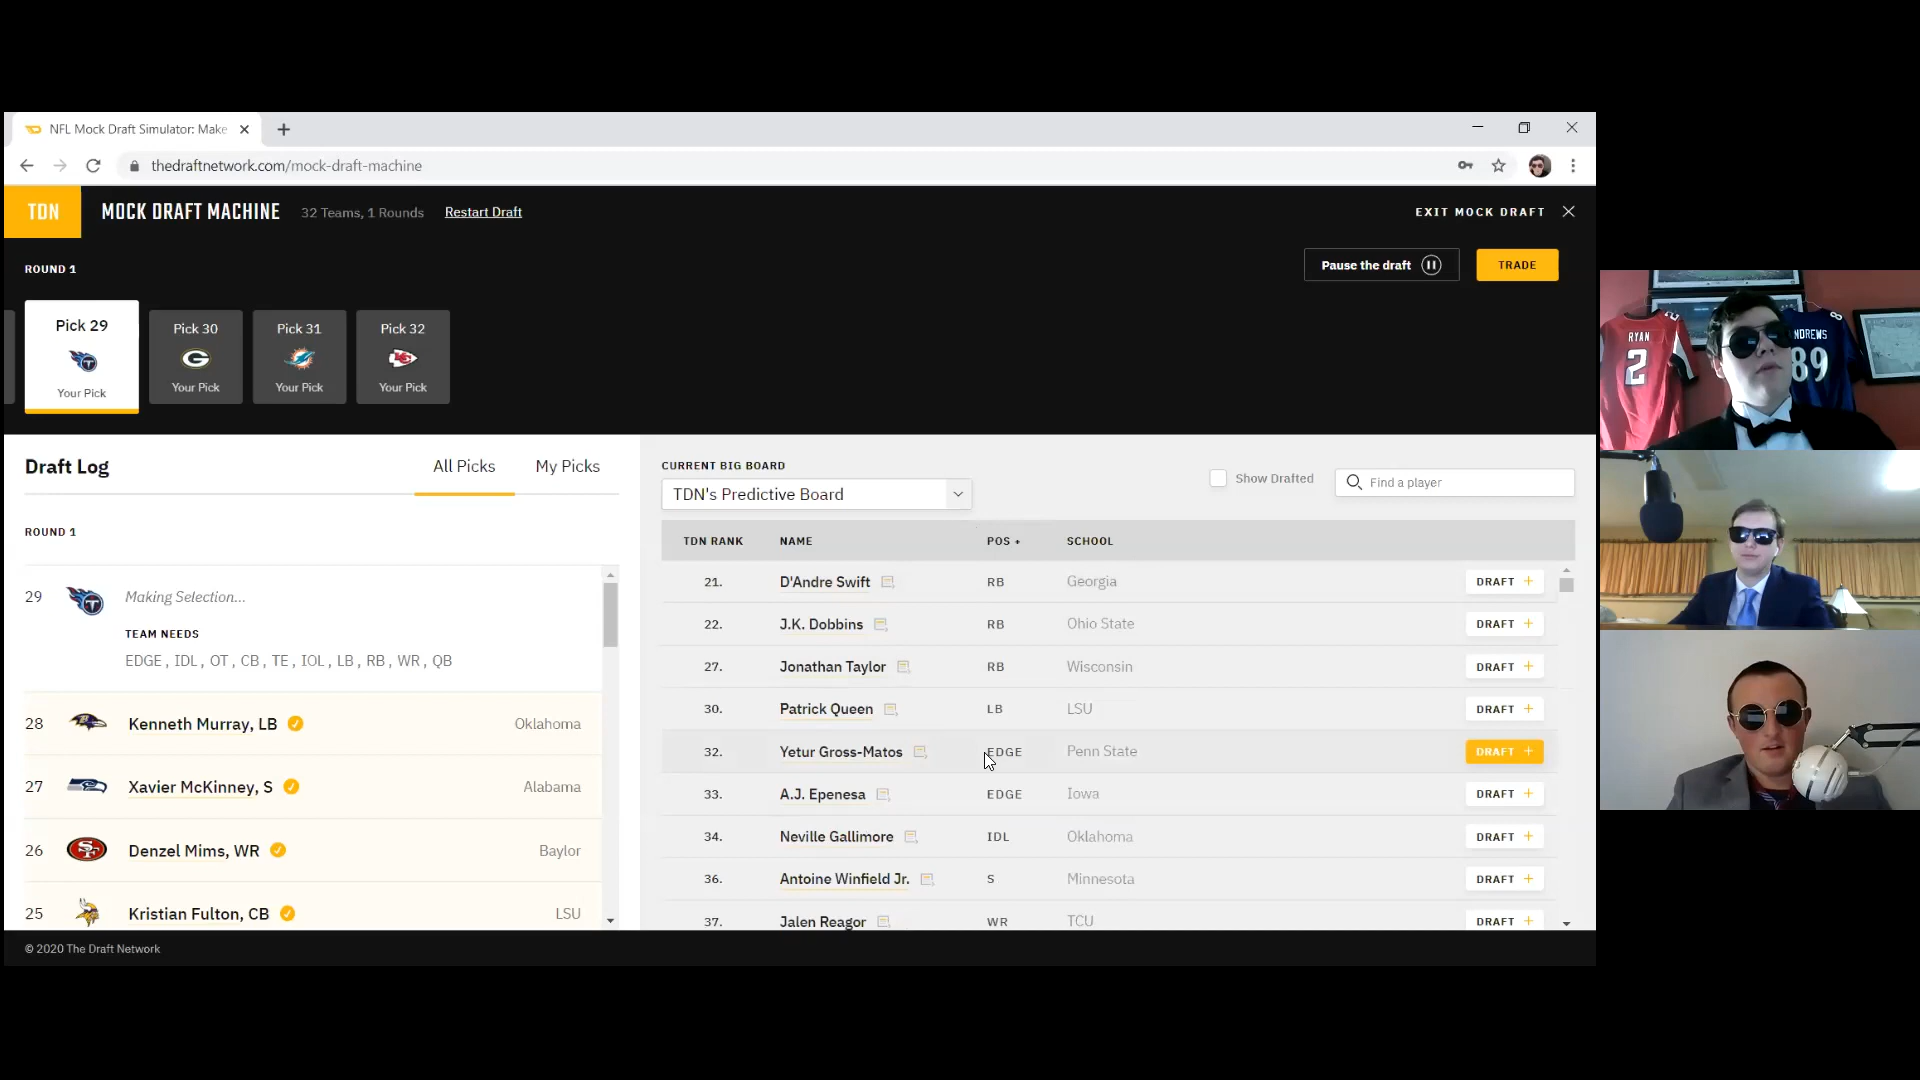 NFL Mock Draft Simulator: Make
thedraftnetwork.com/mock-draft-machine
TDN
MOCK DRAFT MACHINE
32 Teams, 1 Rounds
Restart Draft
EXIT MOCK DRAFT
ROUND 1
Pause the draft
TRADE
Pick 29
Your Pick
Pick 30
G
Your Pick
Pick 31
Your Pick
Pick 32
KC
Your Pick
Draft Log
All Picks
My Picks
ROUND 1
29
Making Selection...
TEAM NEEDS
EDGE , IDL , OT , CB , TE , IOL , LB , RB , WR , QB
28 Kenneth Murray, LB Oklahoma
27 Xavier McKinney, S Alabama
26 SF Denzel Mims, WR Baylor
25 Kristian Fulton, CB LSU
CURRENT BIG BOARD
TDN's Predictive Board
Show Drafted
Find a player
TDN RANK NAME POS + SCHOOL
21. D'Andre Swift RB Georgia DRAFT +
22. J.K. Dobbins RB Ohio State DRAFT +
27. Jonathan Taylor RB Wisconsin DRAFT +
30. Patrick Queen LB LSU DRAFT +
32. Yetur Gross-Matos EDGE Penn State DRAFT +
33. A.J. Epenesa EDGE Iowa DRAFT +
34. Neville Gallimore IDL Oklahoma DRAFT +
36. Antoine Winfield Jr. S Minnesota DRAFT +
37. Jalen Reagor WR TCU DRAFT +
© 2020 The Draft Network
RYAN
2
NDREWS
89